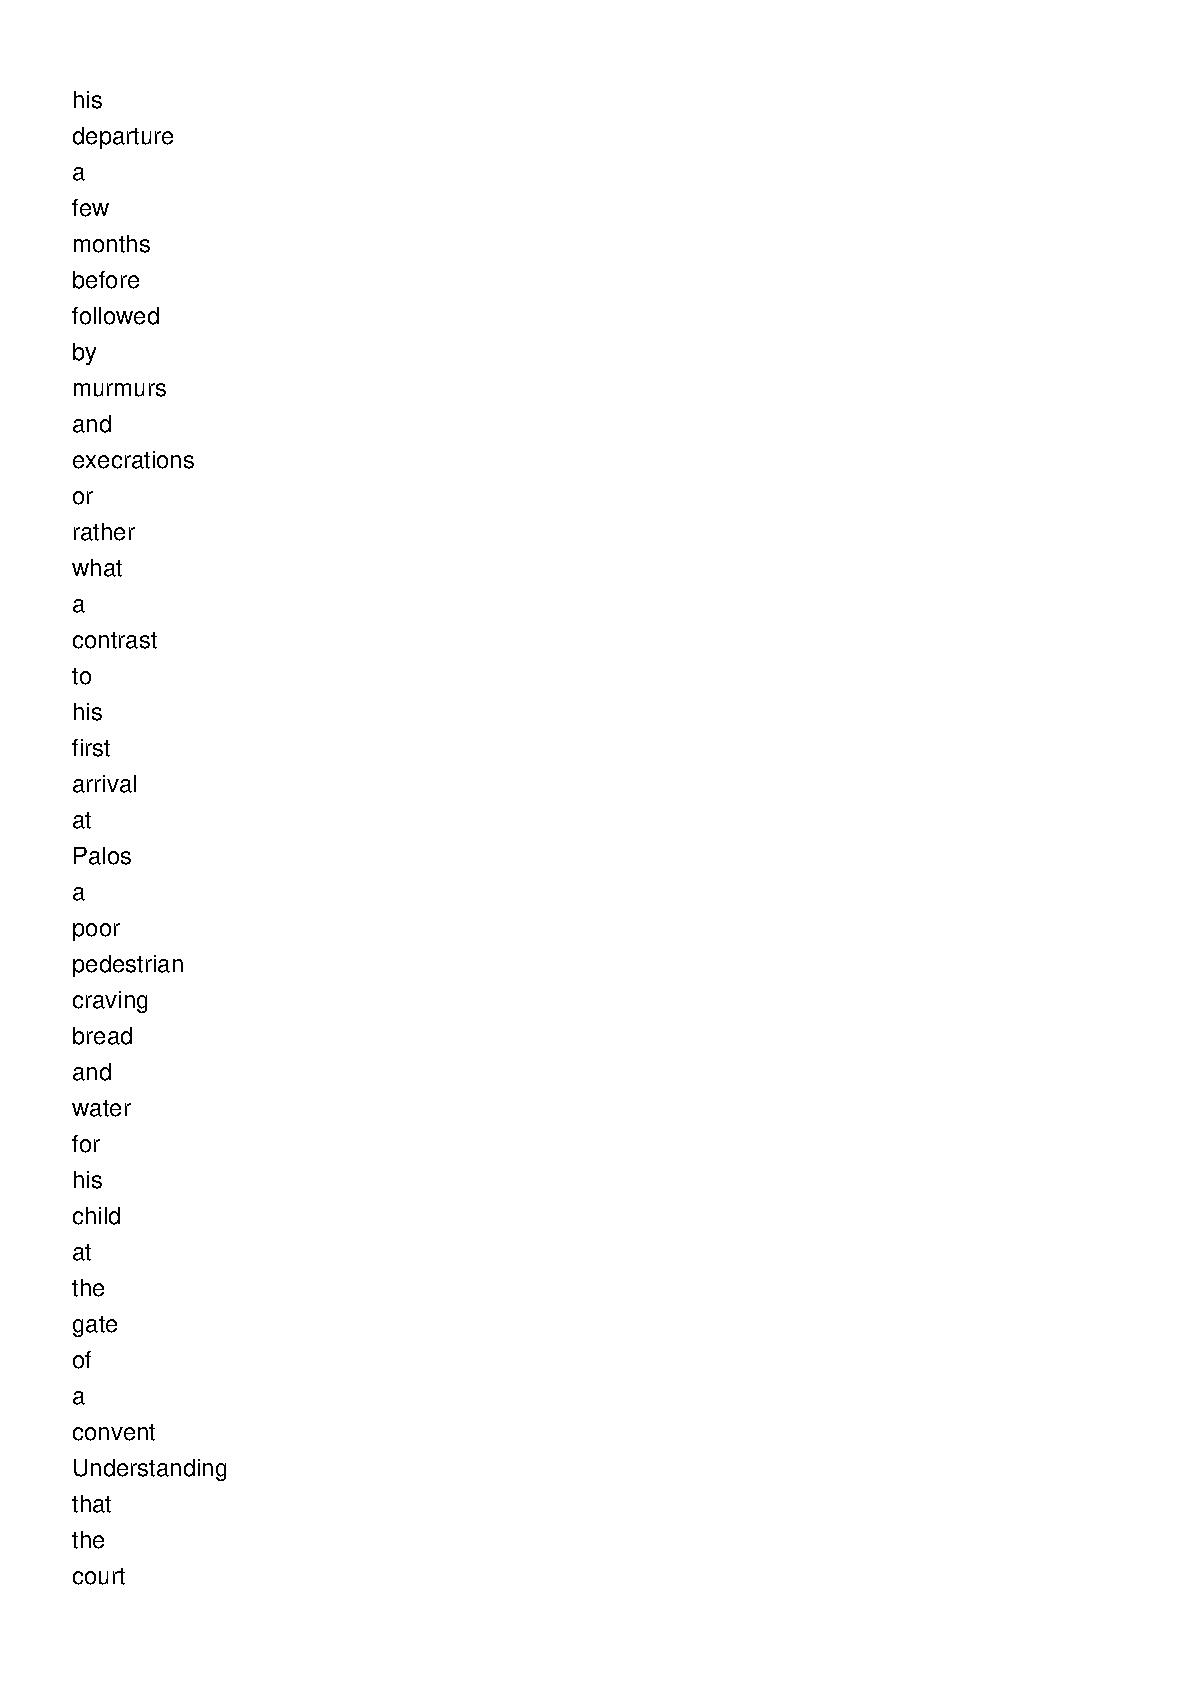 his
departure
a
few
months
before
followed
by
murmurs
and
execrations
or
rather
what
a
contrast
to
his
first
arrival
at
Palos
a
poor
pedestrian
craving
bread
and
water
for
his
child
at
the
gate
of
a
convent
Understanding
that
the
court